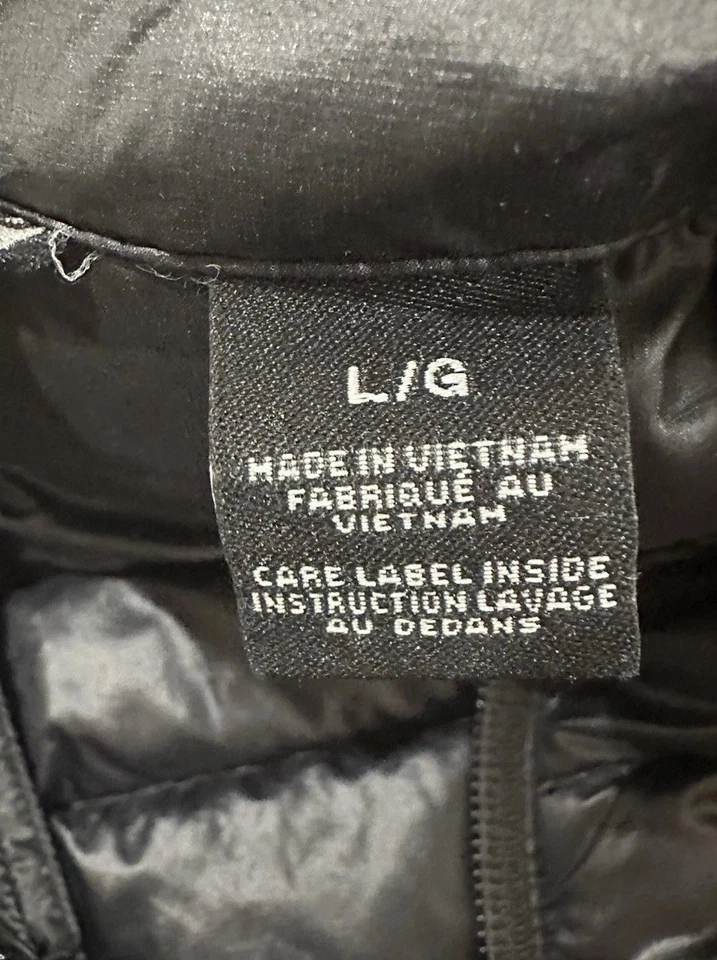 L/G
MADE IN VIETNAM
FABRIQUÉ AU
VIETNAM
CARE LABEL INSIDE
INSTRUCTION LAVAGE
AU DEDANS